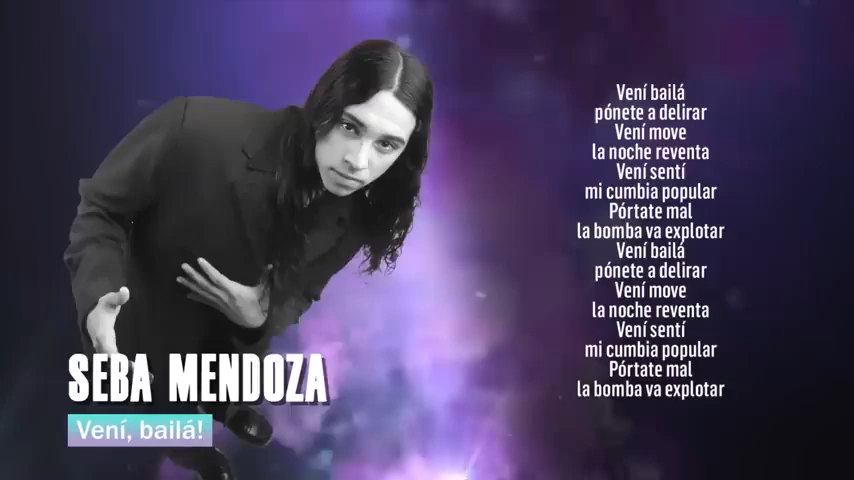 SEBA MENDOZA
Vení, bailá!
Vení bailá
pónete a delirar
Vení move
la noche reventa
Vení sentí
mi cumbia popular
Pórtate mal
la bomba va explotar
Vení bailá
pónete a delirar
Vení move
la noche reventa
Vení sentí
mi cumbia popular
Pórtate mal
la bomba va explotar